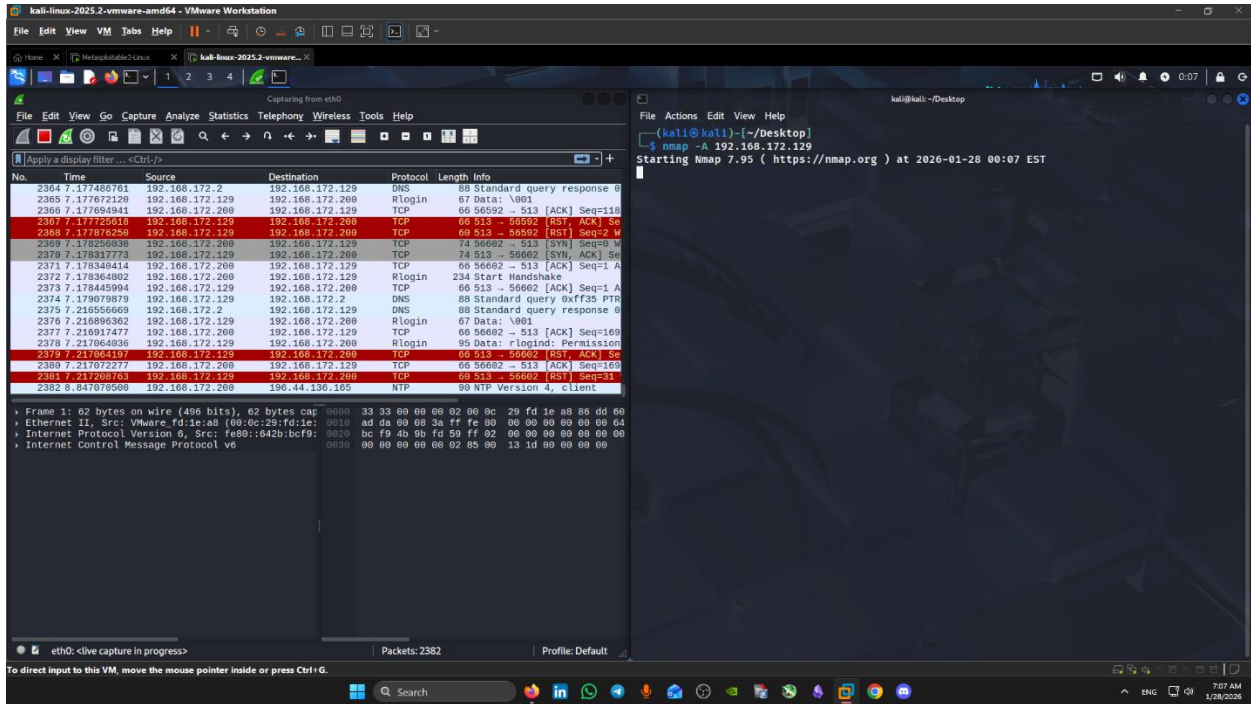 kali-linux-2025.2-vmware-amd64 - VMware Workstation
File Edit View VM Tabs Help
Home Metasploitable2-Linux kali-linux-2025.2-vmware...
1 2 3 4 0:07
Capturing from eth0
File Edit View Go Capture Analyze Statistics Telephony Wireless Tools Help
Apply a display filter ... <Ctrl-/>
No. Time Source Destination Protocol Length Info
2364 7.177486761 192.168.172.2 192.168.172.129 DNS 88 Standard query response 0
2365 7.177672120 192.168.172.129 192.168.172.200 Rlogin 67 Data: \001
2366 7.177694941 192.168.172.200 192.168.172.129 TCP 66 56592 → 513 [ACK] Seq=118
2367 7.177725618 192.168.172.129 192.168.172.200 TCP 66 513 → 56592 [RST, ACK] Se
2368 7.177876250 192.168.172.129 192.168.172.200 TCP 60 513 → 56592 [RST] Seq=2 W
2369 7.178256030 192.168.172.200 192.168.172.129 TCP 74 56602 → 513 [SYN] Seq=0 W
2370 7.178317773 192.168.172.129 192.168.172.200 TCP 74 513 → 56602 [SYN, ACK] Se
2371 7.178340414 192.168.172.200 192.168.172.129 TCP 66 56602 → 513 [ACK] Seq=1 A
2372 7.178364802 192.168.172.200 192.168.172.129 Rlogin 234 Start Handshake
2373 7.178445994 192.168.172.129 192.168.172.200 TCP 66 513 → 56602 [ACK] Seq=1 A
2374 7.179079879 192.168.172.129 192.168.172.2 DNS 88 Standard query 0xff35 PTR
2375 7.216556669 192.168.172.2 192.168.172.129 DNS 88 Standard query response 0
2376 7.216896362 192.168.172.129 192.168.172.200 Rlogin 67 Data: \001
2377 7.216917477 192.168.172.200 192.168.172.129 TCP 66 56602 → 513 [ACK] Seq=169
2378 7.217064036 192.168.172.129 192.168.172.200 Rlogin 95 Data: rlogind: Permission
2379 7.217064197 192.168.172.129 192.168.172.200 TCP 66 513 → 56602 [RST, ACK] Se
2380 7.217072277 192.168.172.200 192.168.172.129 TCP 66 56602 → 513 [ACK] Seq=169
2381 7.217208763 192.168.172.129 192.168.172.200 TCP 60 513 → 56602 [RST] Seq=31
2382 8.847070500 192.168.172.200 196.44.136.165 NTP 90 NTP Version 4, client
Frame 1: 62 bytes on wire (496 bits), 62 bytes cap 0000 33 33 00 00 00 02 00 0c 29 fd 1e a8 86 dd 60
Ethernet II, Src: VMware_fd:1e:a8 (00:0c:29:fd:1e: 0010 ad da 00 08 3a ff fe 80 00 00 00 00 00 00 64
Internet Protocol Version 6, Src: fe80::642b:bcf9: 0020 bc f9 4b 9b fd 59 ff 02 00 00 00 00 00 00 00
Internet Control Message Protocol v6 0030 00 00 00 00 00 02 85 00 13 1d 00 00 00 00
eth0: <live capture in progress> Packets: 2382 Profile: Default
kali@kali: ~/Desktop
File Actions Edit View Help
(kali㉿kali)-[~/Desktop]
$ nmap -A 192.168.172.129
Starting Nmap 7.95 ( https://nmap.org ) at 2026-01-28 00:07 EST
To direct input to this VM, move the mouse pointer inside or press Ctrl+G.
Search
ENG 7:07 AM
1/28/2026